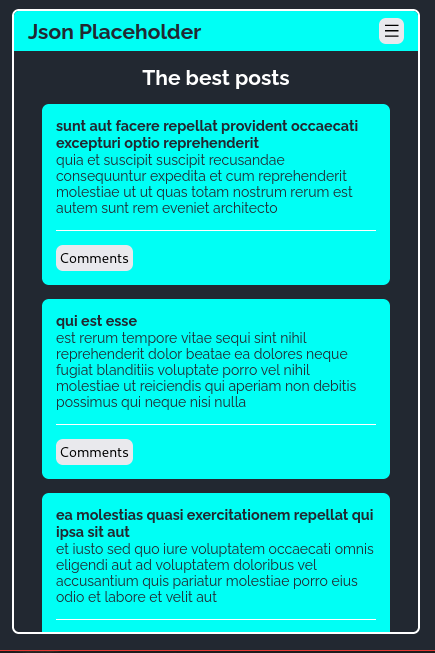 Json Placeholder
The best posts
sunt aut facere repellat provident occaecati
excepturi optio reprehenderit
quia et suscipit suscipit recusandae
consequuntur expedita et cum reprehenderit
molestiae ut ut quas totam nostrum rerum est
autem sunt rem eveniet architecto
Comments
qui est esse
est rerum tempore vitae sequi sint nihil
reprehenderit dolor beatae ea dolores neque
fugiat blanditiis voluptate porro vel nihil
molestiae ut reiciendis qui aperiam non debitis
possimus qui neque nisi nulla
Comments
ea molestias quasi exercitationem repellat qui
ipsa sit aut
et iusto sed quo iure voluptatem occaecati omnis
eligendi aut ad voluptatem doloribus vel
accusantium quis pariatur molestiae porro eius
odio et labore et velit aut